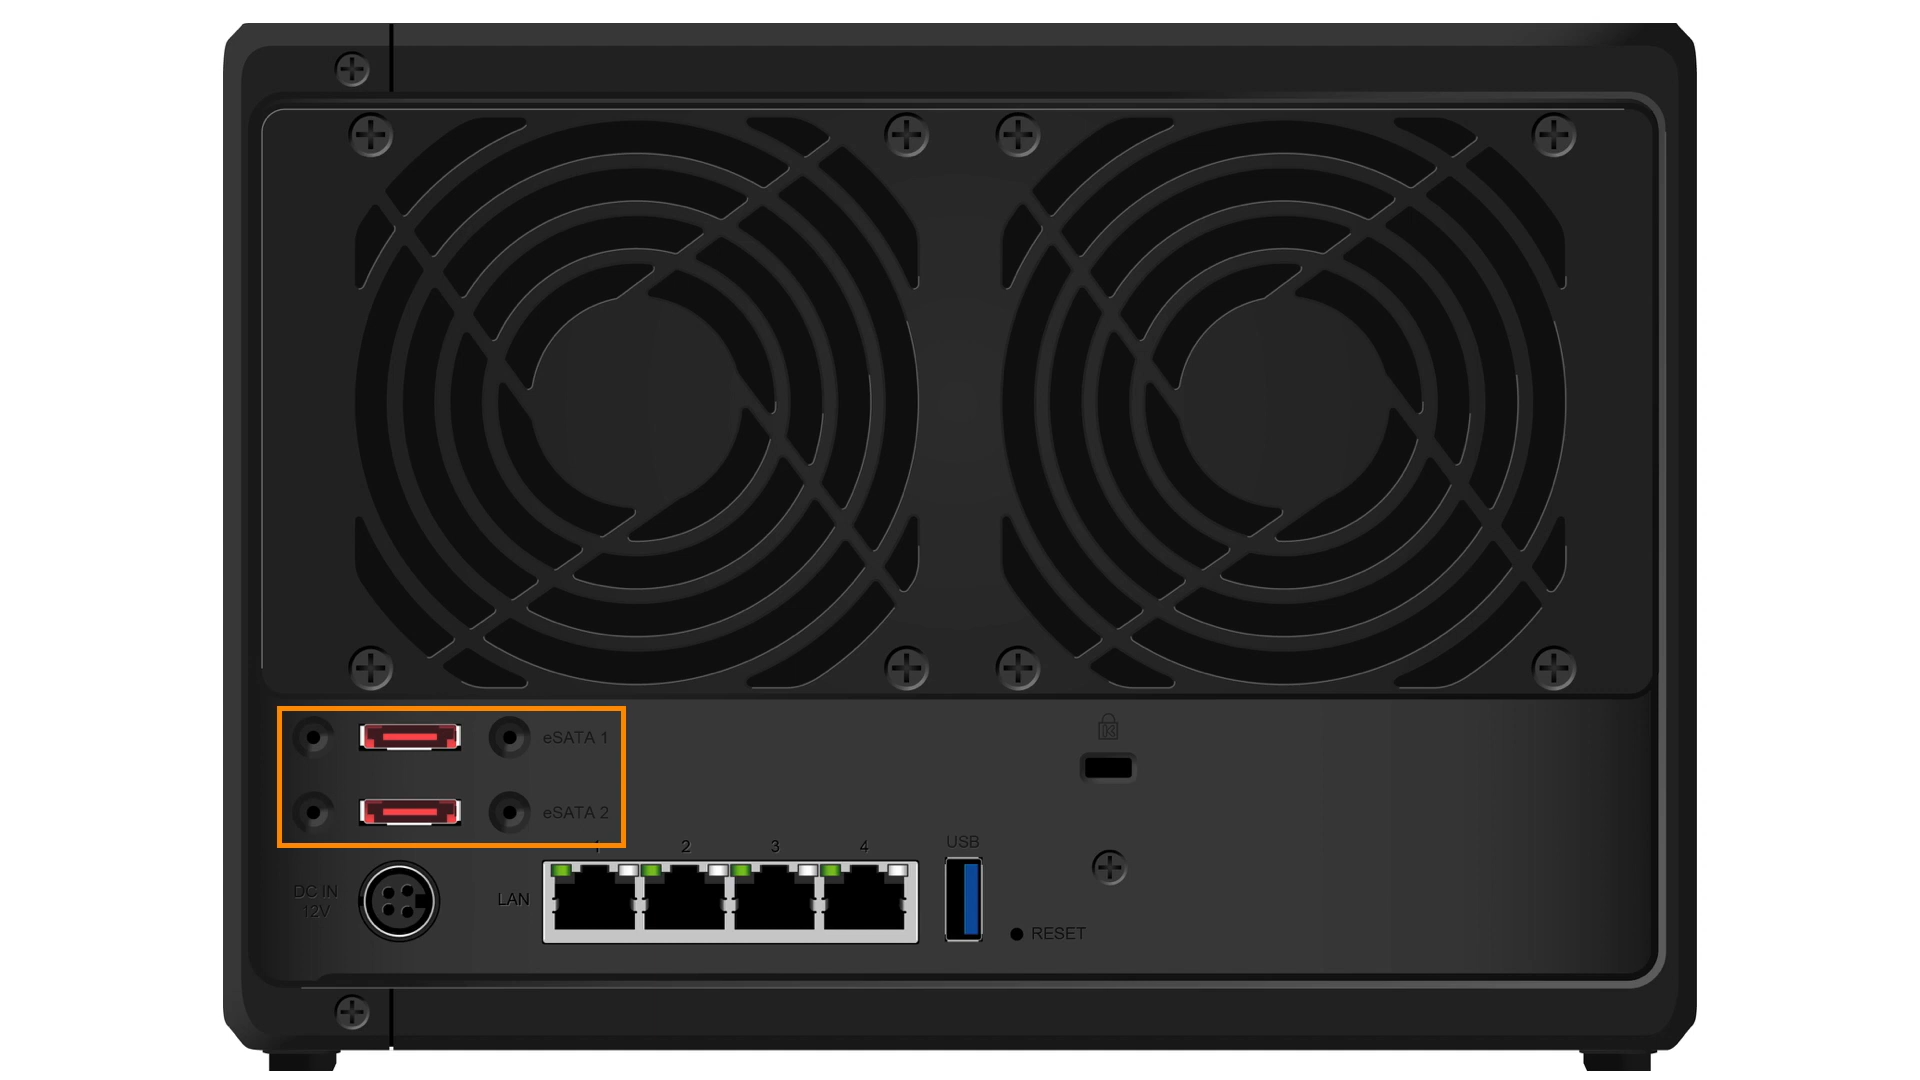 eSATA 1
eSATA 2
1 2 3 4
USB
DC IN
12V
LAN
RESET
K